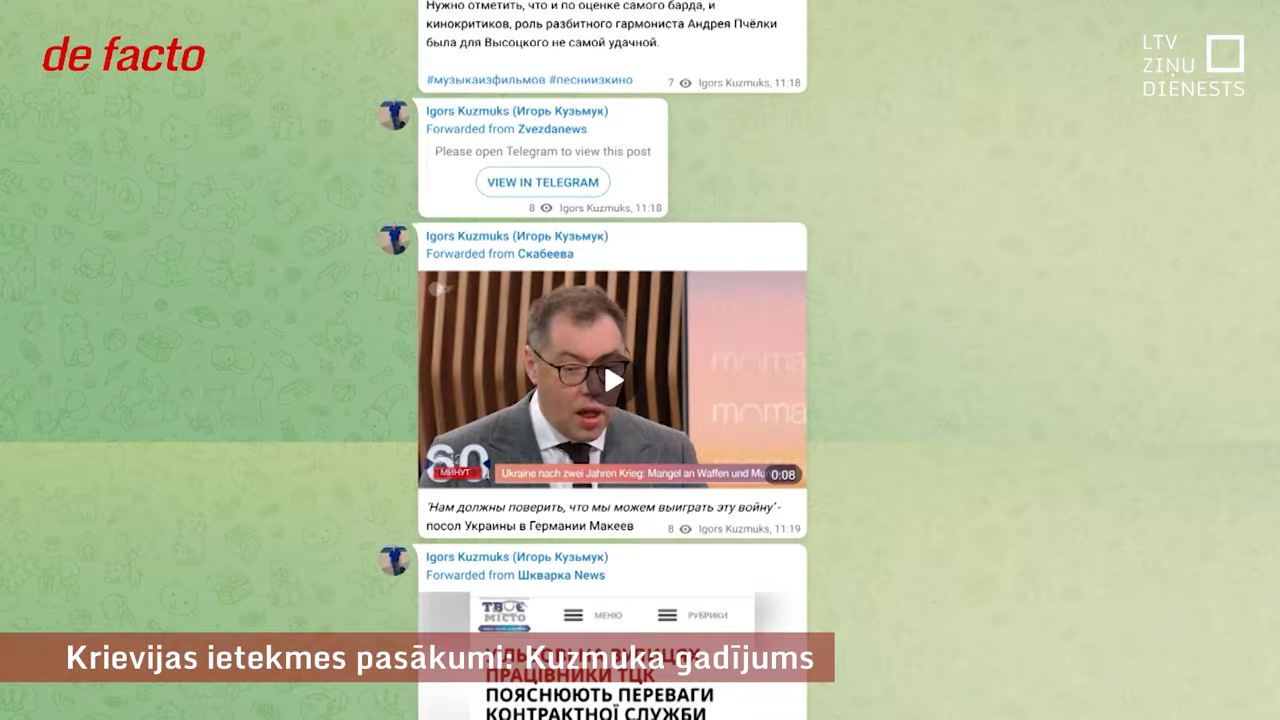 Нужно отметить, что и по оценке самого барда, и
кинокритиков, роль разбитного гармониста Андрея Пчёлки
была для Высоцкого не самой удачной.
#музыкаизфильмов #песниизкино
7 Igors Kuzmuks, 11:18
de facto
LTV
ZIŅU
DIENESTS
Igors Kuzmuks (Игорь Кузьмук)
Forwarded from Zvezdanews
Please open Telegram to view this post
VIEW IN TELEGRAM
8 Igors Kuzmuks, 11:18
Igors Kuzmuks (Игорь Кузьмук)
Forwarded from Скабеева
moma
moma
60
МИНУТ
Ukraine nach zwei Jahren Krieg: Mangel an Waffen und Mu
0:08
"Нам должны поверить, что мы можем выиграть эту войну" -
посол Украины в Германии Макеев
8 Igors Kuzmuks, 11:19
Igors Kuzmuks (Игорь Кузьмук)
Forwarded from Шкварка News
ТВОЄ
МІСТО
МЕНЮ
РУБРИКИ
Krievijas ietekmes pasākumi: Kuzmuka gadījums
ПРАЦІВНИКИ ТЦК
ПОЯСНЮЮТЬ ПЕРЕВАГИ
КОНТРАКТНОЇ СЛУЖБИ